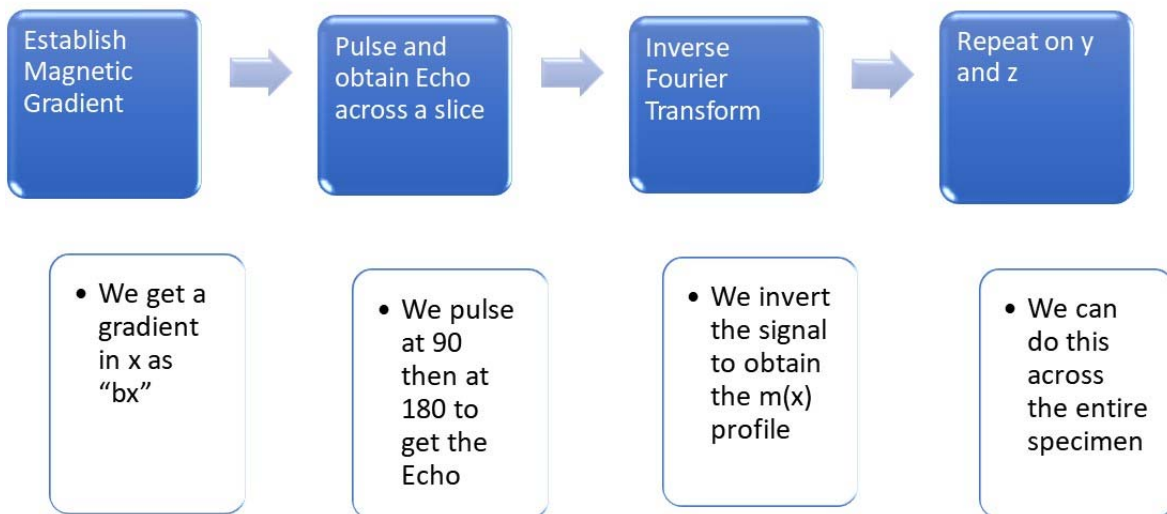 Establish
Magnetic
Gradient
Pulse and
obtain Echo
across a slice
Inverse
Fourier
Transform
Repeat on y
and z
• We get a
gradient
in x as
“bx”
• We pulse
at 90
then at
180 to
get the
Echo
• We invert
the signal
to obtain
the m(x)
profile
• We can
do this
across
the entire
specimen